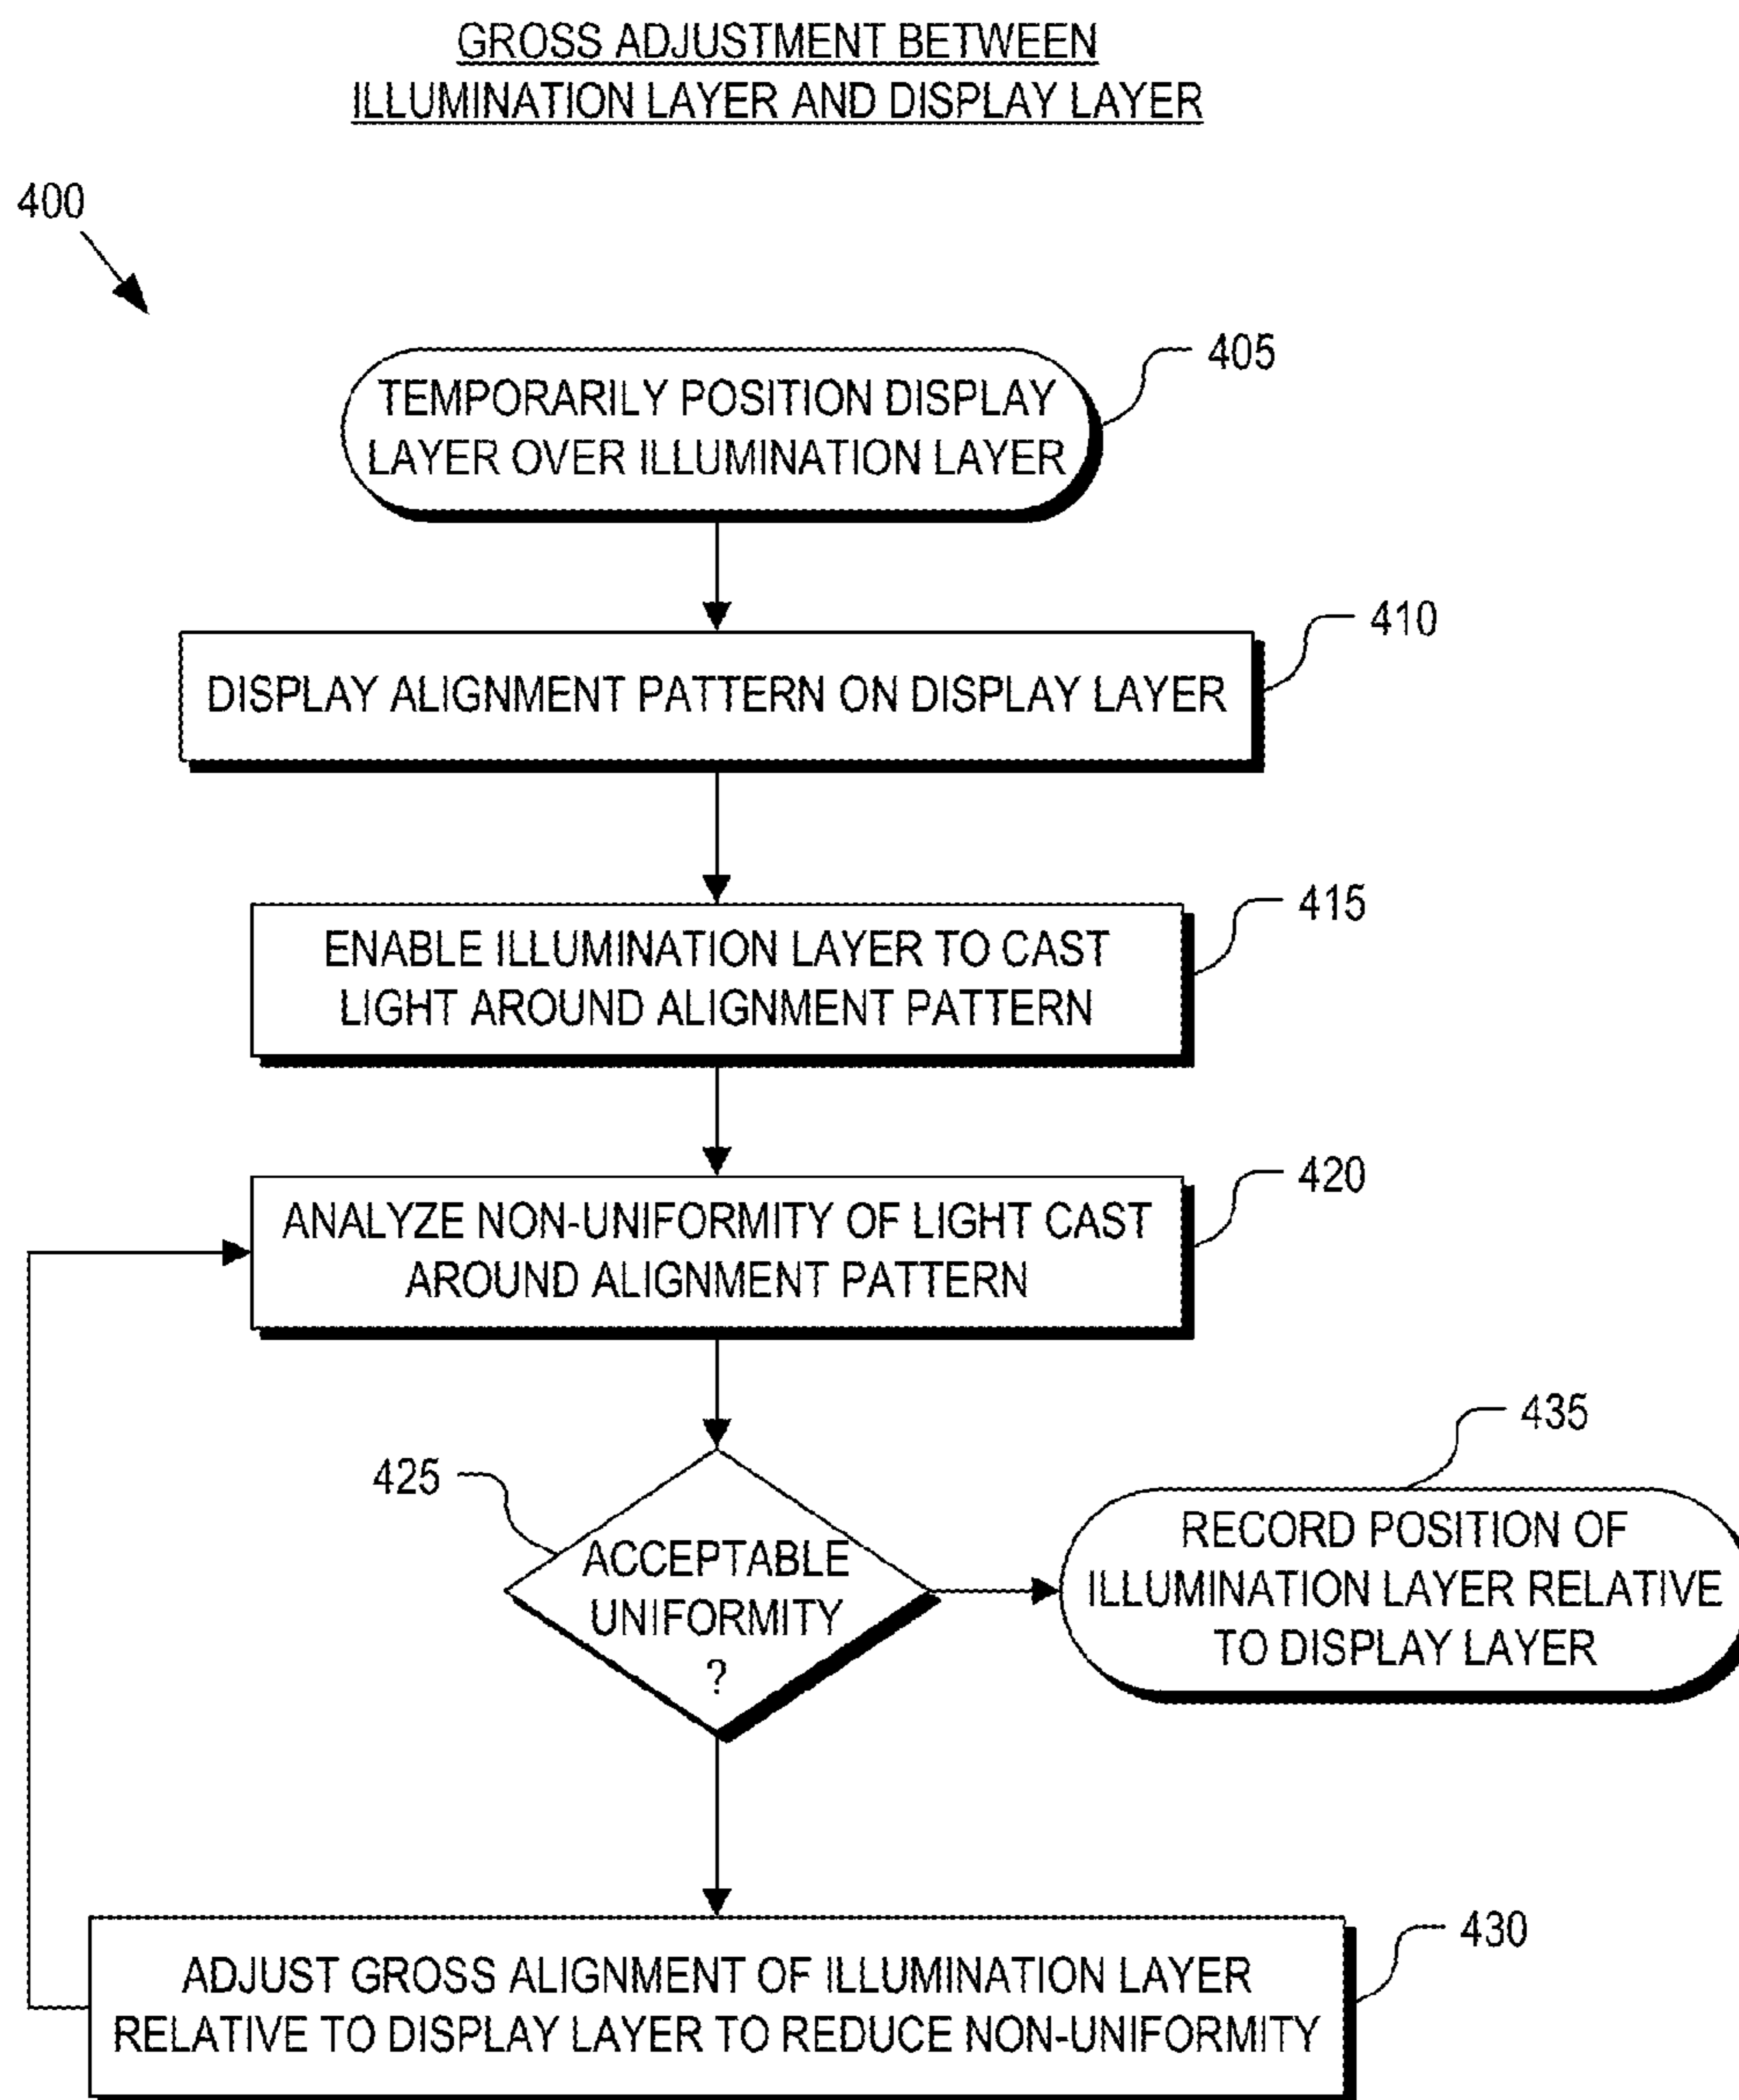 GROSS ADJUSTMENT BETWEEN
ILLUMINATION LAYER AND DISPLAY LAYER
400
405
TEMPORARILY POSITION DISPLAY
LAYER OVER ILLUMINATION LAYER
410
DISPLAY ALIGNMENT PATTERN ON DISPLAY LAYER
415
ENABLE ILLUMINATION LAYER TO CAST
LIGHT AROUND ALIGNMENT PATTERN
420
ANALYZE NON-UNIFORMITY OF LIGHT CAST
AROUND ALIGNMENT PATTERN
425
ACCEPTABLE
UNIFORMITY
?
435
RECORD POSITION OF
ILLUMINATION LAYER RELATIVE
TO DISPLAY LAYER
430
ADJUST GROSS ALIGNMENT OF ILLUMINATION LAYER
RELATIVE TO DISPLAY LAYER TO REDUCE NON-UNIFORMITY